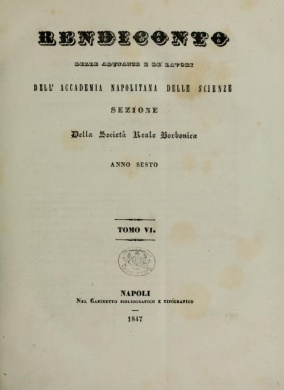 RENDICONTO
DELLE ADUNANZE E DE' LAVORI
DELL' ACCADEMIA NAPOLITANA DELLE SCIENZE
SEZIONE
Della Società Reale Borbonica
ANNO SESTO
TOMO VI.
NAPOLI
NEL GABINETTO BIBLIOGRAFICO E TIPOGRAFICO
1847